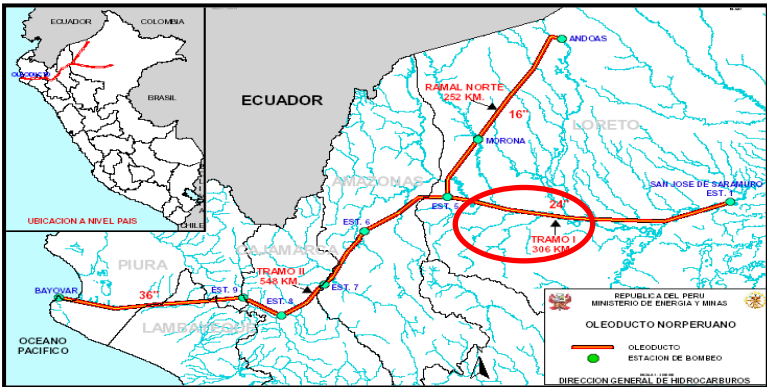 ECUADOR
COLOMBIA
OLEODUCTO
BRASIL
CHILE
UBICACION A NIVEL PAIS
ECUADOR
ANDOAS
RAMAL NORTE
252 KM.
16"
LORETO
MORONA
AMAZONAS
SAN JOSE DE SARAMURO
EST. 1
EST. 5
24"
TRAMO I
306 KM.
EST. 6
CAJAMARCA
TRAMO II
548 KM.
EST. 7
PIURA
BAYOVAR
36"
EST. 9
EST. 8
LAMBAYEQUE
OCEANO
PACIFICO
REPUBLICA DEL PERU
MINISTERIO DE ENERGIA Y MINAS
OLEODUCTO NORPERUANO
OLEODUCTO
ESTACION DE BOMBEO
DIRECCION GENERAL DE HIDROCARBUROS